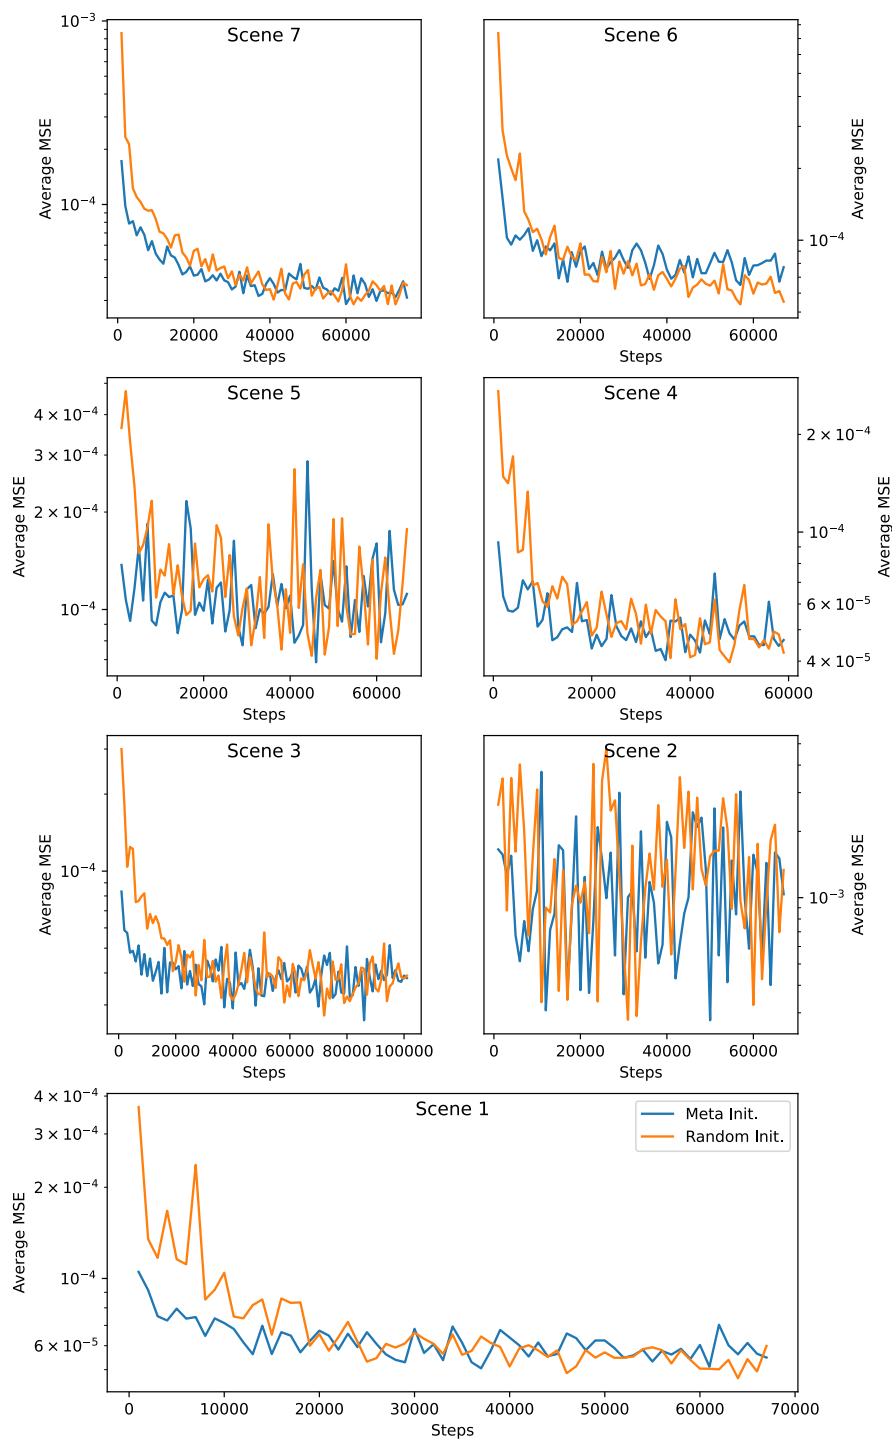 Scene 7
10⁻³
10⁻⁴
Average MSE
0 20000 40000 60000
Steps
Scene 6
10⁻⁴
Average MSE
0 20000 40000 60000
Steps
Scene 5
4 × 10⁻⁴
3 × 10⁻⁴
2 × 10⁻⁴
10⁻⁴
Average MSE
0 20000 40000 60000
Steps
Scene 4
2 × 10⁻⁴
10⁻⁴
6 × 10⁻⁵
4 × 10⁻⁵
Average MSE
0 20000 40000 60000
Steps
Scene 3
10⁻⁴
Average MSE
0 20000 40000 60000 80000 100000
Steps
Scene 2
10⁻³
Average MSE
0 20000 40000 60000
Steps
Scene 1
Meta Init.
Random Init.
4 × 10⁻⁴
3 × 10⁻⁴
2 × 10⁻⁴
10⁻⁴
6 × 10⁻⁵
Average MSE
0 10000 20000 30000 40000 50000 60000 70000
Steps